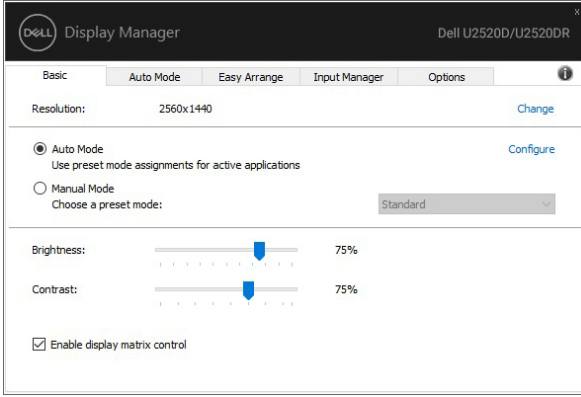 DELL Display Manager Dell U2520D/U2520DR
Basic Auto Mode Easy Arrange Input Manager Options
Resolution: 2560x1440 Change
Auto Mode Configure
Use preset mode assignments for active applications
Manual Mode
Choose a preset mode: Standard
Brightness: 75%
Contrast: 75%
Enable display matrix control